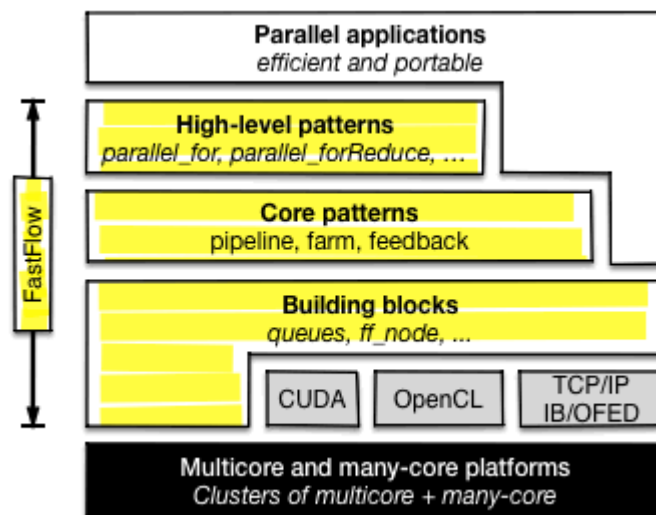 Parallel applications
efficient and portable
High-level patterns
parallel_for, parallel_forReduce, ...
Core patterns
pipeline, farm, feedback
FastFlow
Building blocks
queues, ff_node, ...
CUDA
OpenCL
TCP/IP
IB/OFED
Multicore and many-core platforms
Clusters of multicore + many-core